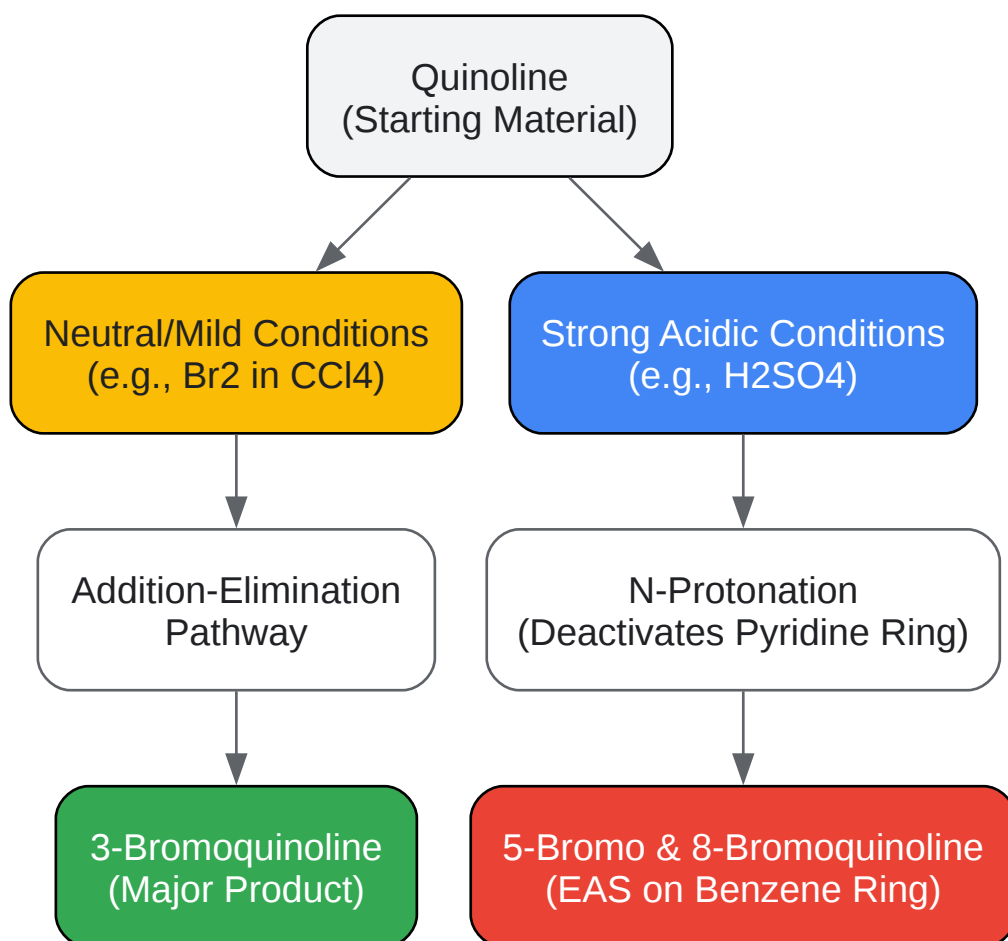 Quinoline
(Starting Material)
Neutral/Mild Conditions
(e.g., Br2 in CCl4)
Strong Acidic Conditions
(e.g., H2SO4)
Addition-Elimination
Pathway
N-Protonation
(Deactivates Pyridine Ring)
3-Bromoquinoline
(Major Product)
5-Bromo & 8-Bromoquinoline
(EAS on Benzene Ring)